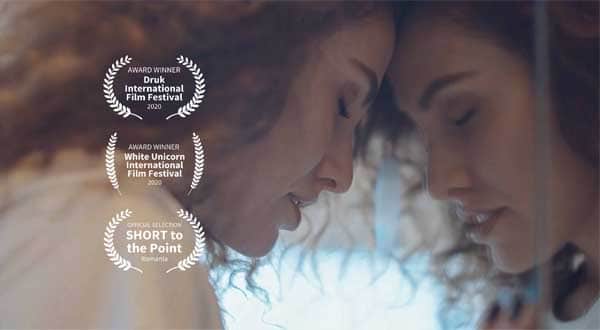 AWARD WINNER
Druk
International
Film Festival
2020
AWARD WINNER
White Unicorn
International
Film Festival
2020
OFFICIAL SELECTION
SHORT to
the Point
Romania